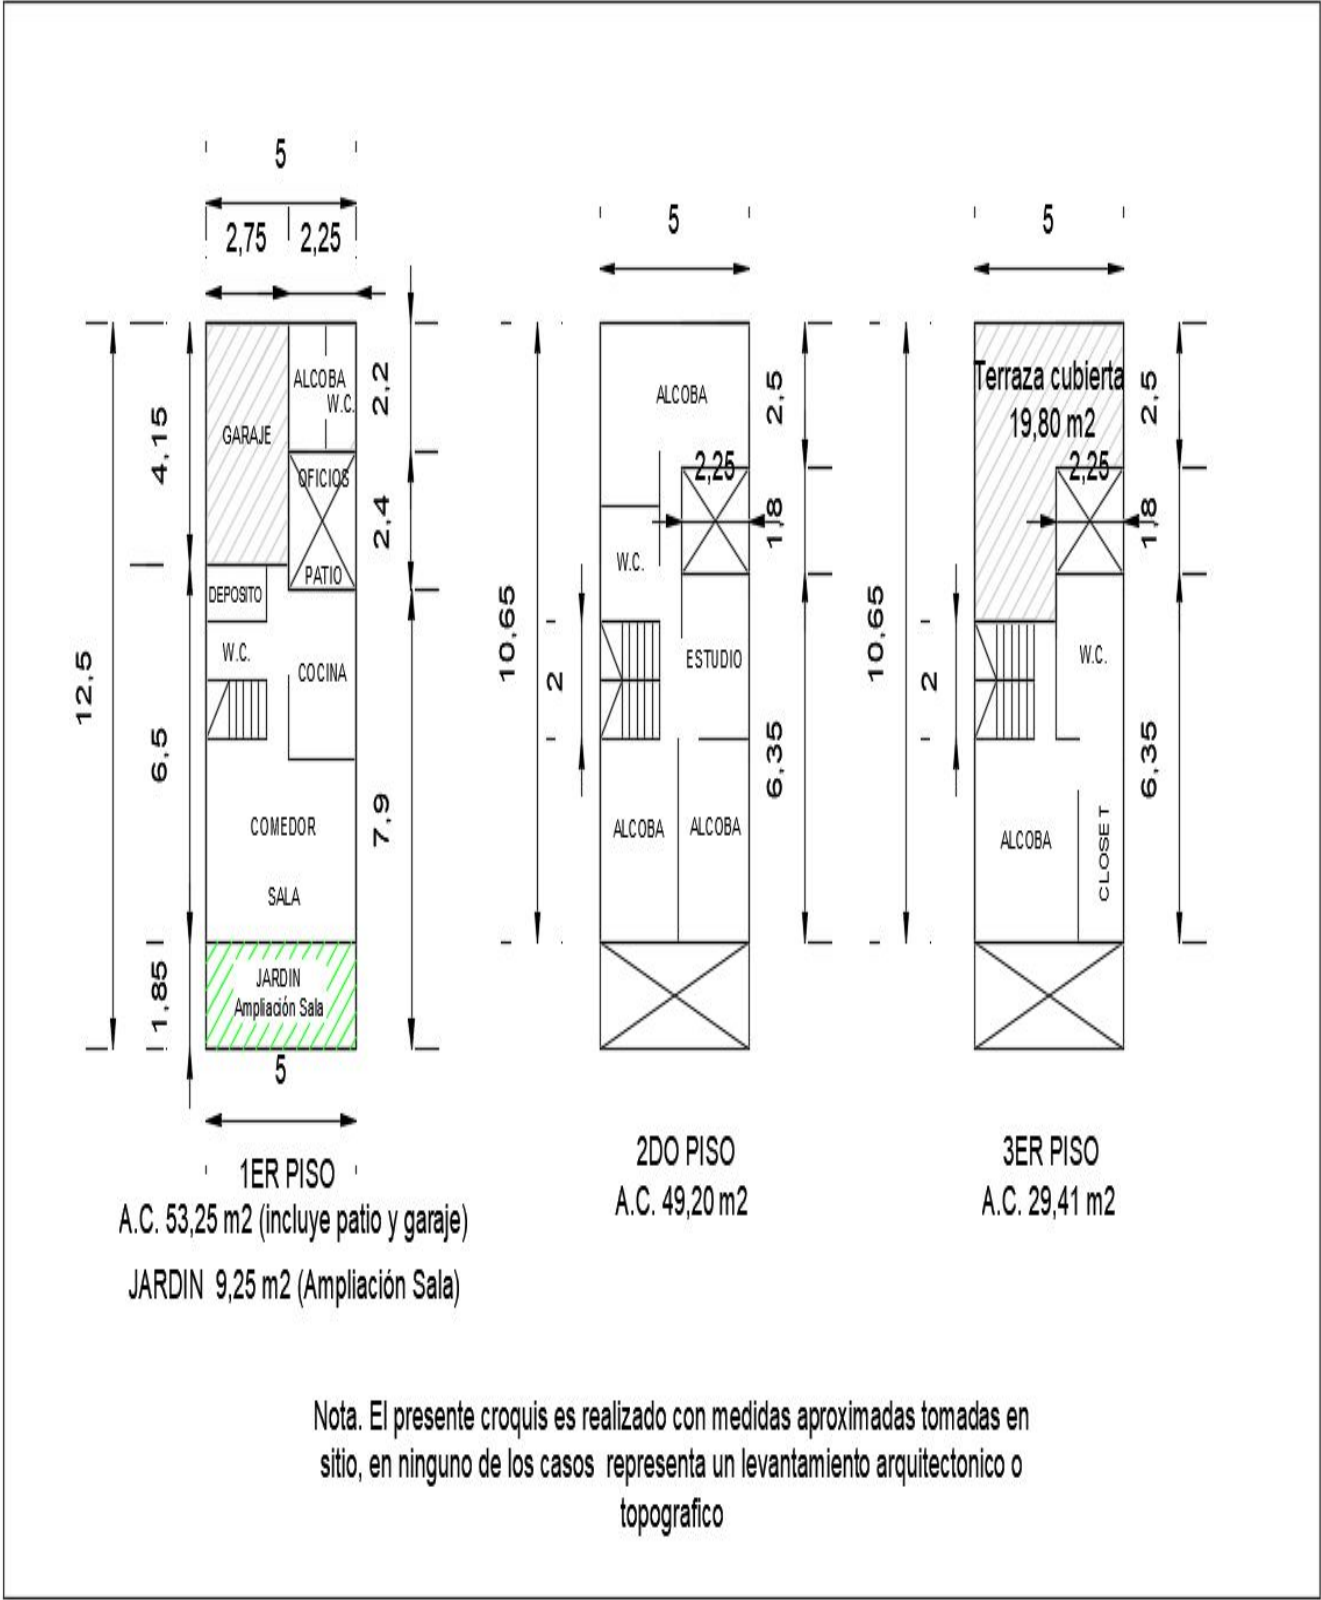 5
2,75 2,25
12,5
4,15
6,5
1,85
2,2
2,4
7,9
GARAJE
ALCOBA
W.C.
OFICIOS
PATIO
DEPOSITO
W.C.
COCINA
COMEDOR
SALA
JARDIN
Ampliación Sala
5
1ER PISO
A.C. 53,25 m2 (incluye patio y garaje)
JARDIN 9,25 m2 (Ampliación Sala)
5
10,65
2
2,5
1,8
6,35
ALCOBA
2,25
W.C.
ESTUDIO
ALCOBA
ALCOBA
2DO PISO
A.C. 49,20 m2
5
10,65
2
2,5
1,8
6,35
Terraza cubierta
19,80 m2
2,25
W.C.
ALCOBA
CLOSET
3ER PISO
A.C. 29,41 m2
Nota. El presente croquis es realizado con medidas aproximadas tomadas en
sitio, en ninguno de los casos representa un levantamiento arquitectonico o
topografico